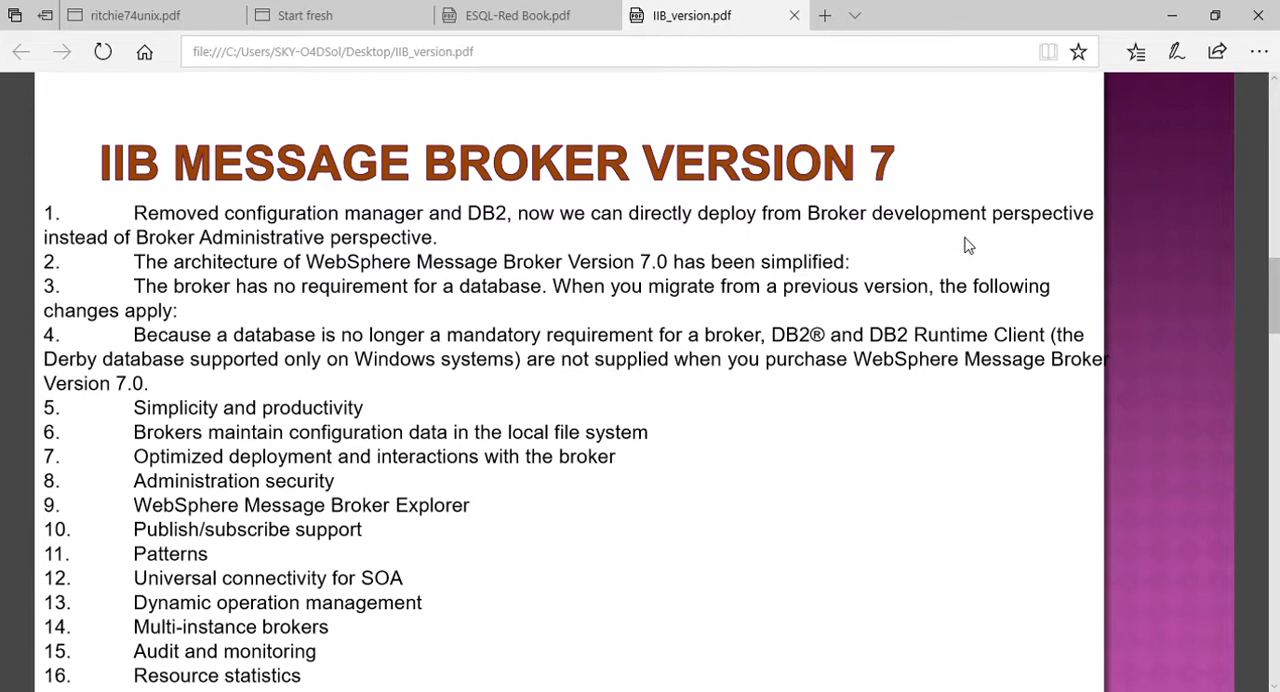 ritchie74unix.pdf
Start fresh
ESQL-Red Book.pdf
IIB_version.pdf
file:///C:/Users/SKY-O4DSol/Desktop/IIB_version.pdf
IIB MESSAGE BROKER VERSION 7
1. Removed configuration manager and DB2, now we can directly deploy from Broker development perspective
instead of Broker Administrative perspective.
2. The architecture of WebSphere Message Broker Version 7.0 has been simplified:
3. The broker has no requirement for a database. When you migrate from a previous version, the following
changes apply:
4. Because a database is no longer a mandatory requirement for a broker, DB2® and DB2 Runtime Client (the
Derby database supported only on Windows systems) are not supplied when you purchase WebSphere Message Broker
Version 7.0.
5. Simplicity and productivity
6. Brokers maintain configuration data in the local file system
7. Optimized deployment and interactions with the broker
8. Administration security
9. WebSphere Message Broker Explorer
10. Publish/subscribe support
11. Patterns
12. Universal connectivity for SOA
13. Dynamic operation management
14. Multi-instance brokers
15. Audit and monitoring
16. Resource statistics